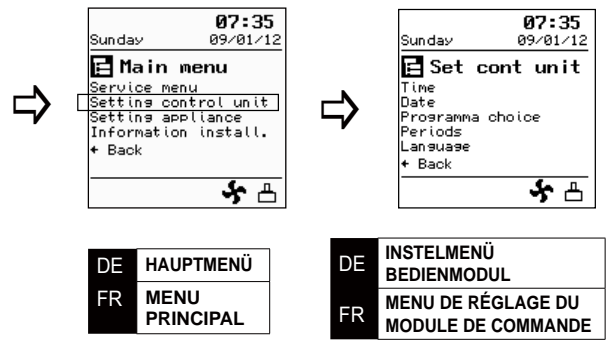 07:35
Sunday 09/01/12
Main menu
Service menu
Setting control unit
Setting appliance
Information install.
← Back
07:35
Sunday 09/01/12
Set cont unit
Time
Date
Programma choice
Periods
Language
← Back
DE HAUPTMENÜ
FR MENU
PRINCIPAL
DE INSTELMENÜ
BEDIENMODUL
FR MENU DE RÉGLAGE DU
MODULE DE COMMANDE